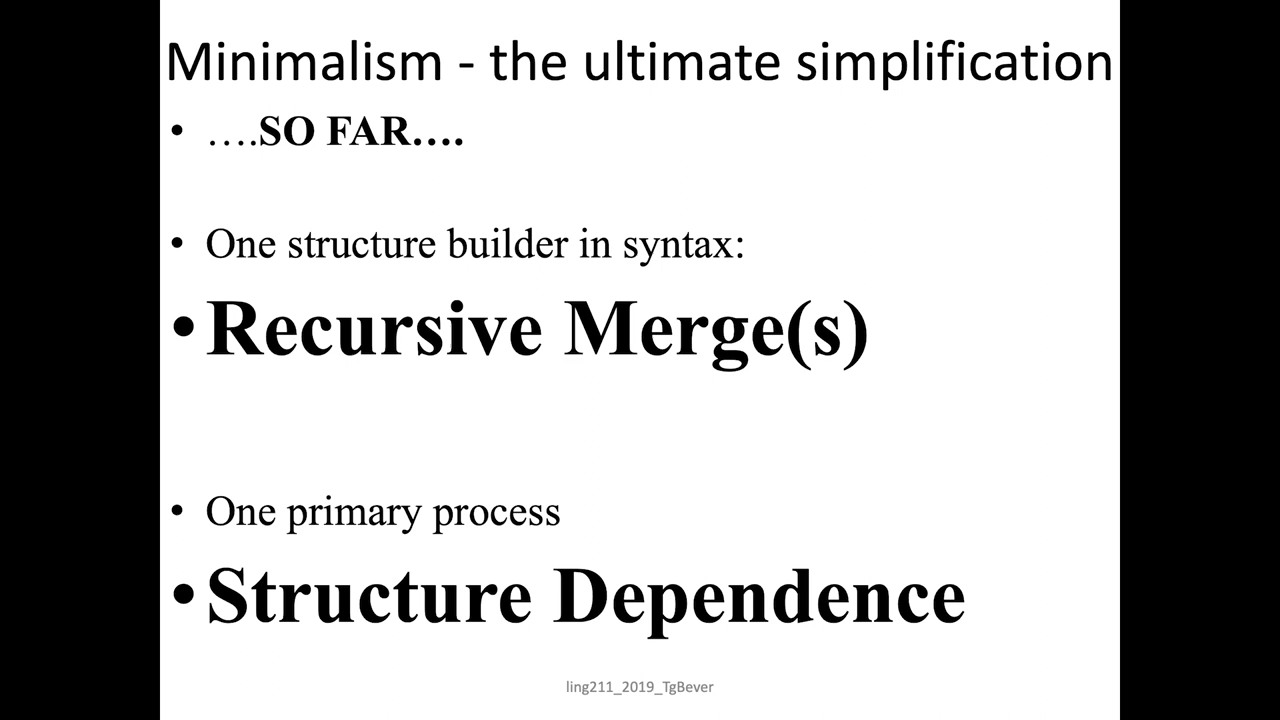 Minimalism - the ultimate simplification
• ….SO FAR….
• One structure builder in syntax:
• Recursive Merge(s)
• One primary process
• Structure Dependence
ling211_2019_TgBever